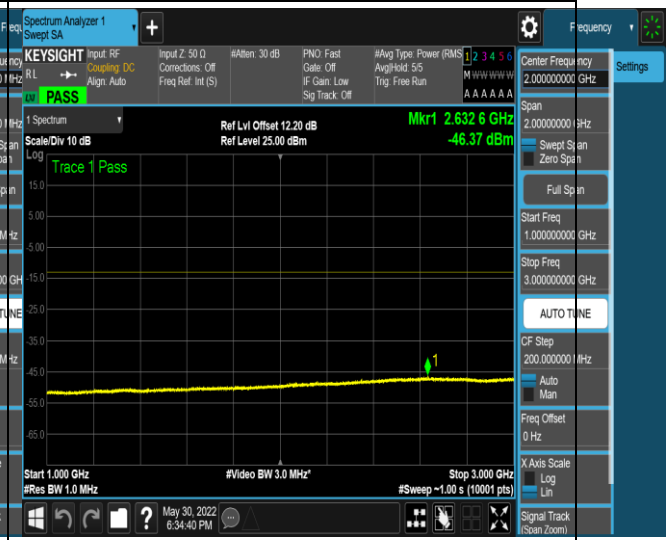 Spectrum Analyzer 1
Swept SA
Frequency
KEYSIGHT
RL
Input: RF
Coupling: DC
Align: Auto
Input Z: 50 Ω
Corrections: Off
Freq Ref: Int (S)
#Atten: 30 dB
PNO: Fast
Gate: Off
IF Gain: Low
Sig Track: Off
#Avg Type: Power (RMS
Avg|Hold: 5/5
Trig: Free Run
1 2 3 4 5 6
M W W W W W
A A A A A A
LXI
PASS
1 Spectrum
Scale/Div 10 dB
Ref Lvl Offset 12.20 dB
Ref Level 25.00 dBm
Mkr1 2.632 6 GHz
-46.37 dBm
Log
Trace 1 Pass
15.0
5.00
-5.00
-15.0
-25.0
-35.0
-45.0
-55.0
-65.0
1
Start 1.000 GHz
#Video BW 3.0 MHz*
Stop 3.000 GHz
#Res BW 1.0 MHz
#Sweep ~1.00 s (10001 pts)
?
May 30, 2022
6:34:40 PM
Center Frequency
2.000000000 GHz
Settings
Span
2.00000000 GHz
Swept Span
Zero Span
Full Span
Start Freq
1.000000000 GHz
Stop Freq
3.000000000 GHz
AUTO TUNE
CF Step
200.000000 MHz
Auto
Man
Freq Offset
0 Hz
X Axis Scale
Log
Lin
Signal Track
(Span Zoom)